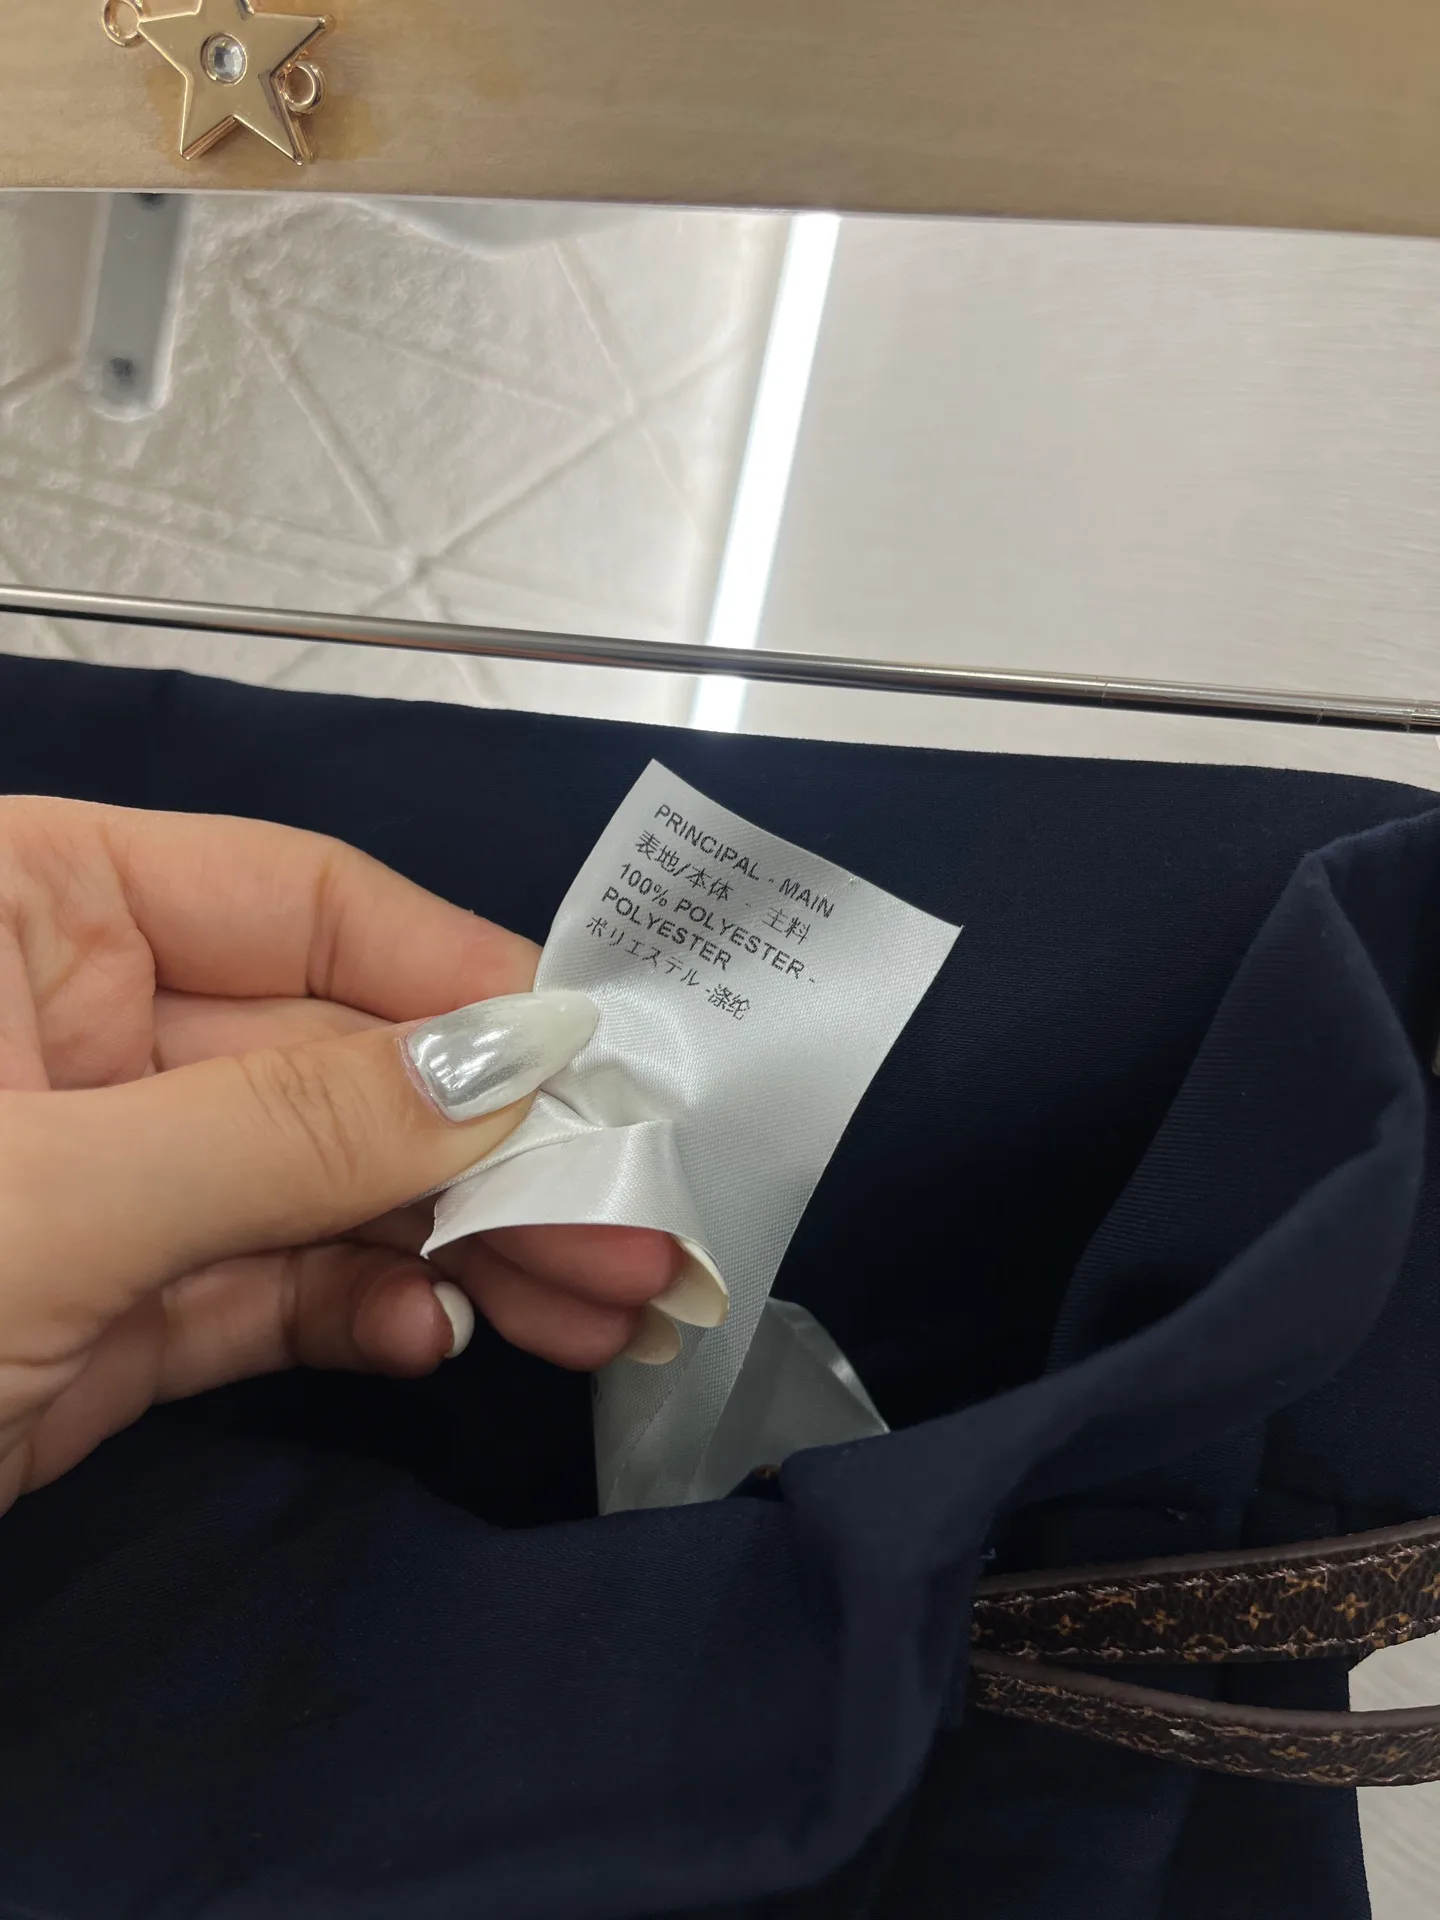 PRINCIPAL - MAIN
表地/本体 - 主料
100% POLYESTER -
POLYESTER
ポリエステル -涤纶